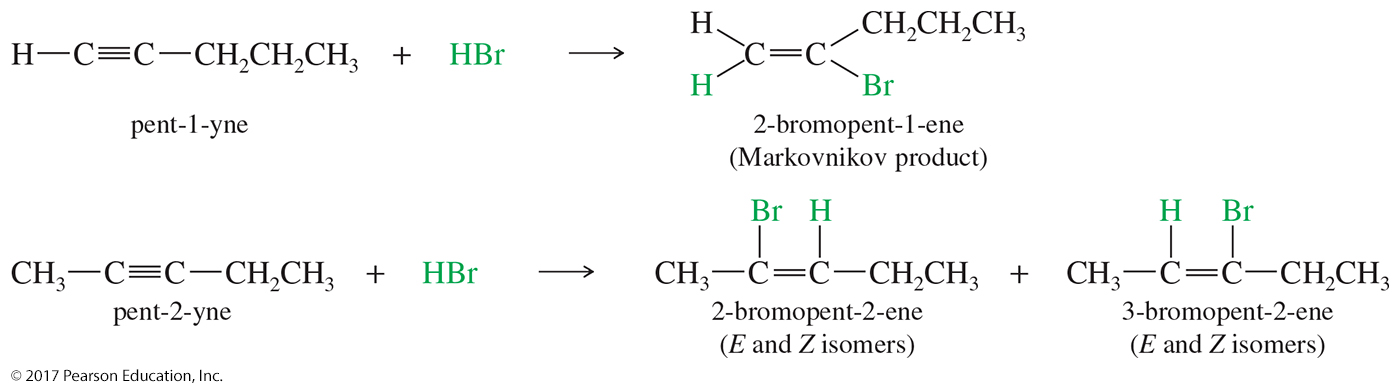 H—C≡C—CH₂CH₂CH₃ + HBr ⟶ H H C=C CH₂CH₂CH₃ Br
pent-1-yne
2-bromopent-1-ene
(Markovnikov product)
CH₃—C≡C—CH₂CH₃ + HBr ⟶ Br H CH₃—C=C—CH₂CH₃ + H Br CH₃—C=C—CH₂CH₃
pent-2-yne
2-bromopent-2-ene
(E and Z isomers)
3-bromopent-2-ene
(E and Z isomers)
© 2017 Pearson Education, Inc.